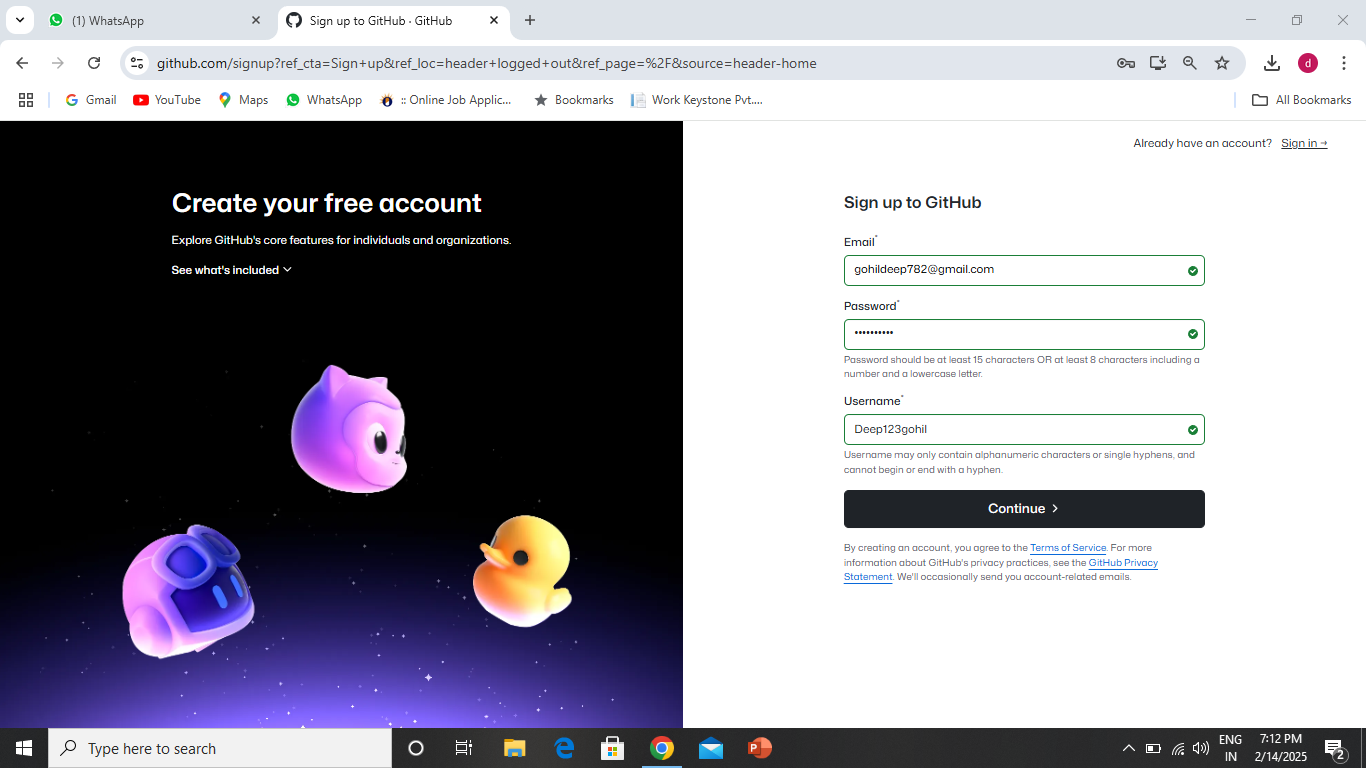 (1) WhatsApp
Sign up to GitHub · GitHub
github.com/signup?ref_cta=Sign+up&ref_loc=header+logged+out&ref_page=%2F&source=header-home
d
Gmail
YouTube
Maps
WhatsApp
:: Online Job Applic...
Bookmarks
Work Keystone Pvt....
All Bookmarks
Already have an account? Sign in →
Create your free account
Explore GitHub's core features for individuals and organizations.
See what's included
Sign up to GitHub
Email*
gohildeep782@gmail.com
Password*
••••••••••
Password should be at least 15 characters OR at least 8 characters including a
number and a lowercase letter.
Username*
Deep123gohil
Username may only contain alphanumeric characters or single hyphens, and
cannot begin or end with a hyphen.
Continue
By creating an account, you agree to the Terms of Service. For more
information about GitHub's privacy practices, see the GitHub Privacy
Statement. We'll occasionally send you account-related emails.
Type here to search
ENG
IN
7:12 PM
2/14/2025
2